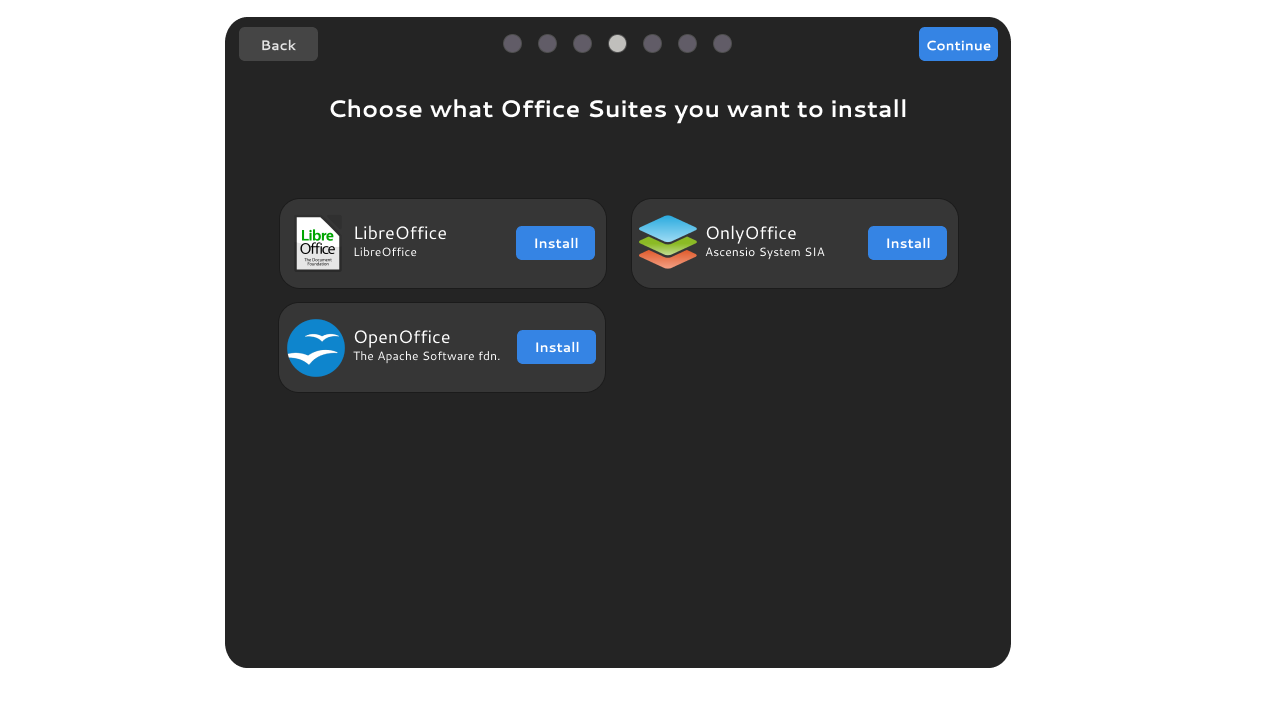 Back
Continue
Choose what Office Suites you want to install
Libre
Office
The Document
Foundation
LibreOffice
LibreOffice
Install
OnlyOffice
Ascensio System SIA
Install
OpenOffice
The Apache Software fdn.
Install